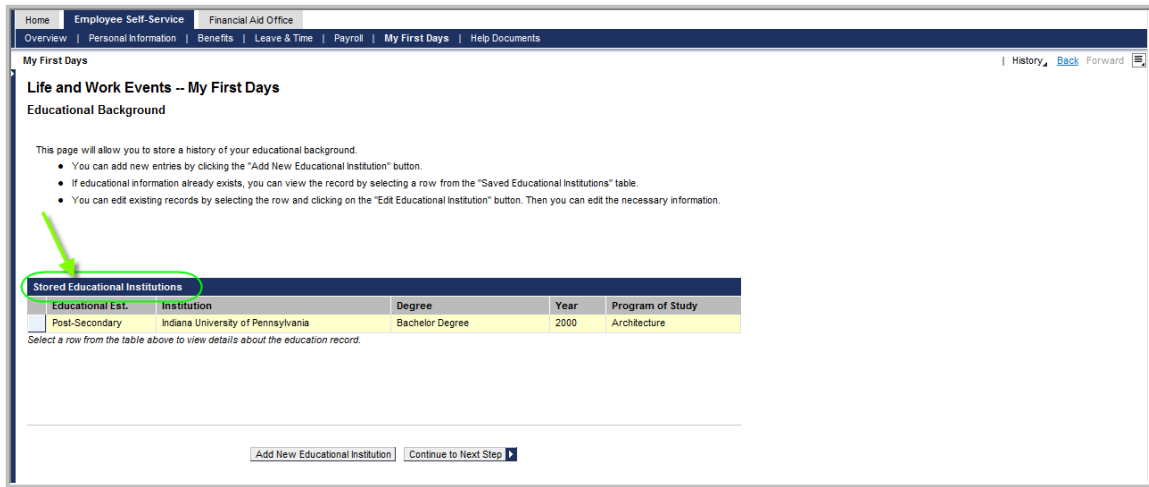 Home Employee Self-Service Financial Aid Office
Overview | Personal Information | Benefits | Leave & Time | Payroll | My First Days | Help Documents
My First Days | History Back Forward
Life and Work Events -- My First Days
Educational Background
This page will allow you to store a history of your educational background.
• You can add new entries by clicking the "Add New Educational Institution" button.
• If educational information already exists, you can view the record by selecting a row from the "Saved Educational Institutions" table.
• You can edit existing records by selecting the row and clicking on the "Edit Educational Institution" button. Then you can edit the necessary information.
Stored Educational Institutions
Educational Est. Institution Degree Year Program of Study
Post-Secondary Indiana University of Pennsylvania Bachelor Degree 2000 Architecture
Select a row from the table above to view details about the education record.
Add New Educational Institution Continue to Next Step